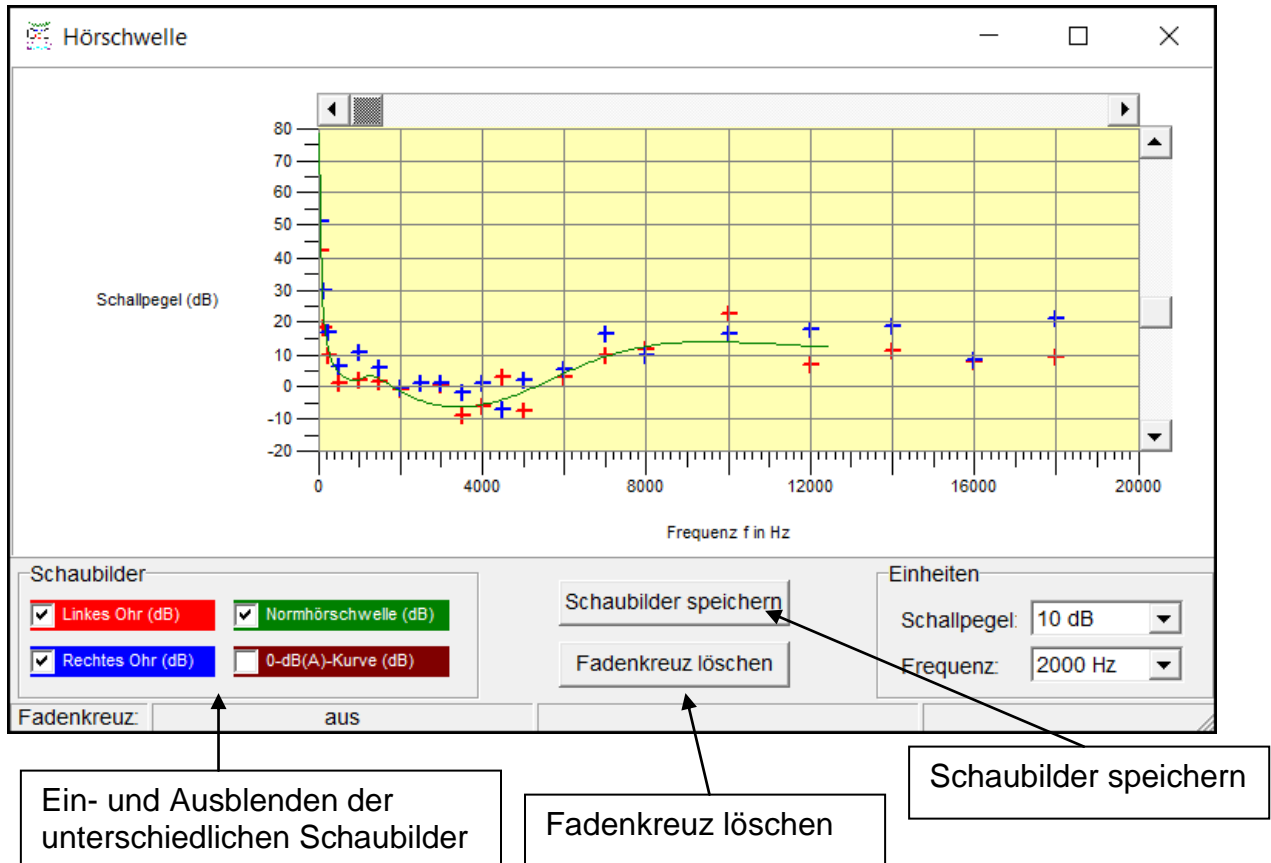 Hörschwelle
80
70
60
50
40
30
20
10
0
-10
-20
Schallpegel (dB)
0 4000 8000 12000 16000 20000
Frequenz f in Hz
Schaubilder
Linkes Ohr (dB) Normhörschwelle (dB)
Rechtes Ohr (dB) 0-dB(A)-Kurve (dB)
Schaubilder speichern
Fadenkreuz löschen
Einheiten
Schallpegel: 10 dB
Frequenz: 2000 Hz
Fadenkreuz: aus
Ein- und Ausblenden der
unterschiedlichen Schaubilder
Fadenkreuz löschen
Schaubilder speichern